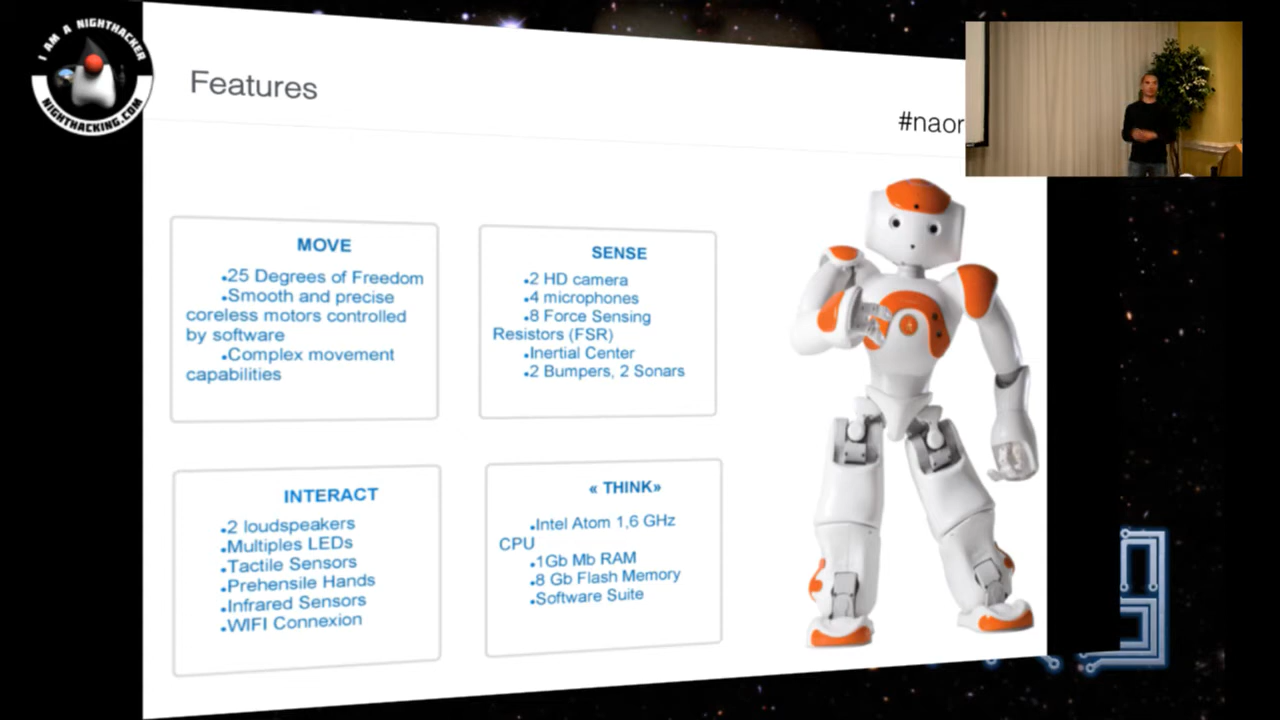 I AM A NIGHTHACKER
NIGHTHACKING.COM
Features
#naor
MOVE
•25 Degrees of Freedom
•Smooth and precise
coreless motors controlled
by software
•Complex movement
capabilities
SENSE
•2 HD camera
•4 microphones
•8 Force Sensing
Resistors (FSR)
•Inertial Center
•2 Bumpers, 2 Sonars
INTERACT
•2 loudspeakers
•Multiples LEDs
•Tactile Sensors
•Prehensile Hands
•Infrared Sensors
•WIFI Connexion
« THINK»
•Intel Atom 1,6 GHz
CPU
•1Gb Mb RAM
•8 Gb Flash Memory
•Software Suite